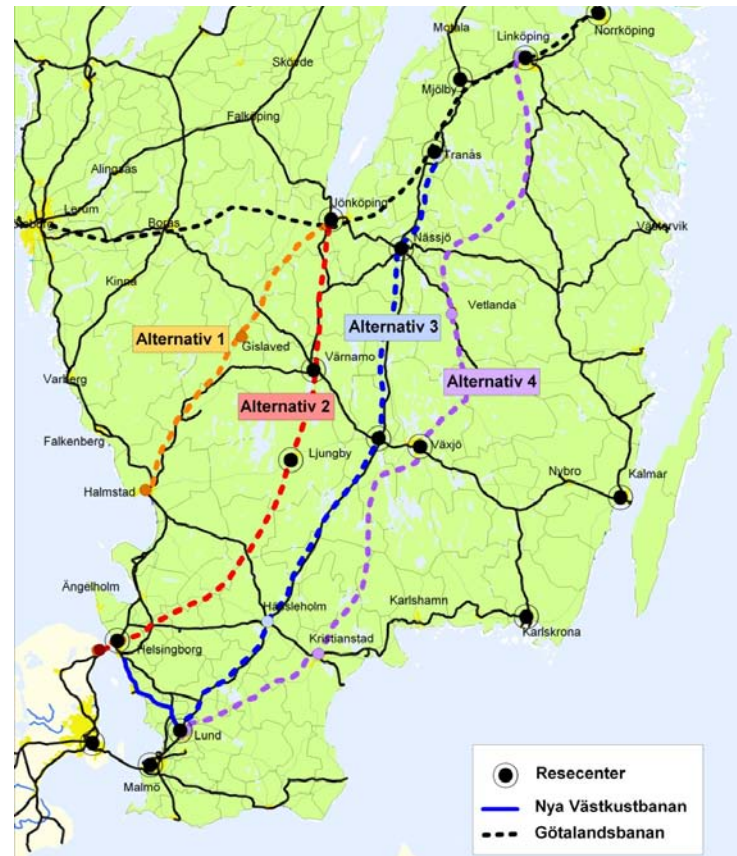 Motala
Linköping
Norrköping
Skövde
Mjölby
Falköping
Tranås
Alingsås
Lerum
Jönköping
Borås
Nässjö
Västervik
Kinna
Vetlanda
Alternativ 3
Alternativ 1
Gislaved
Värnamo
Alternativ 4
Varberg
Alternativ 2
Falkenberg
Ljungby
Växjö
Nybro
Kalmar
Halmstad
Ängelholm
Hässleholm
Karlshamn
Karlskrona
Kristianstad
Helsingborg
Lund
Malmö
Resecenter
Nya Västkustbanan
Götalandsbanan